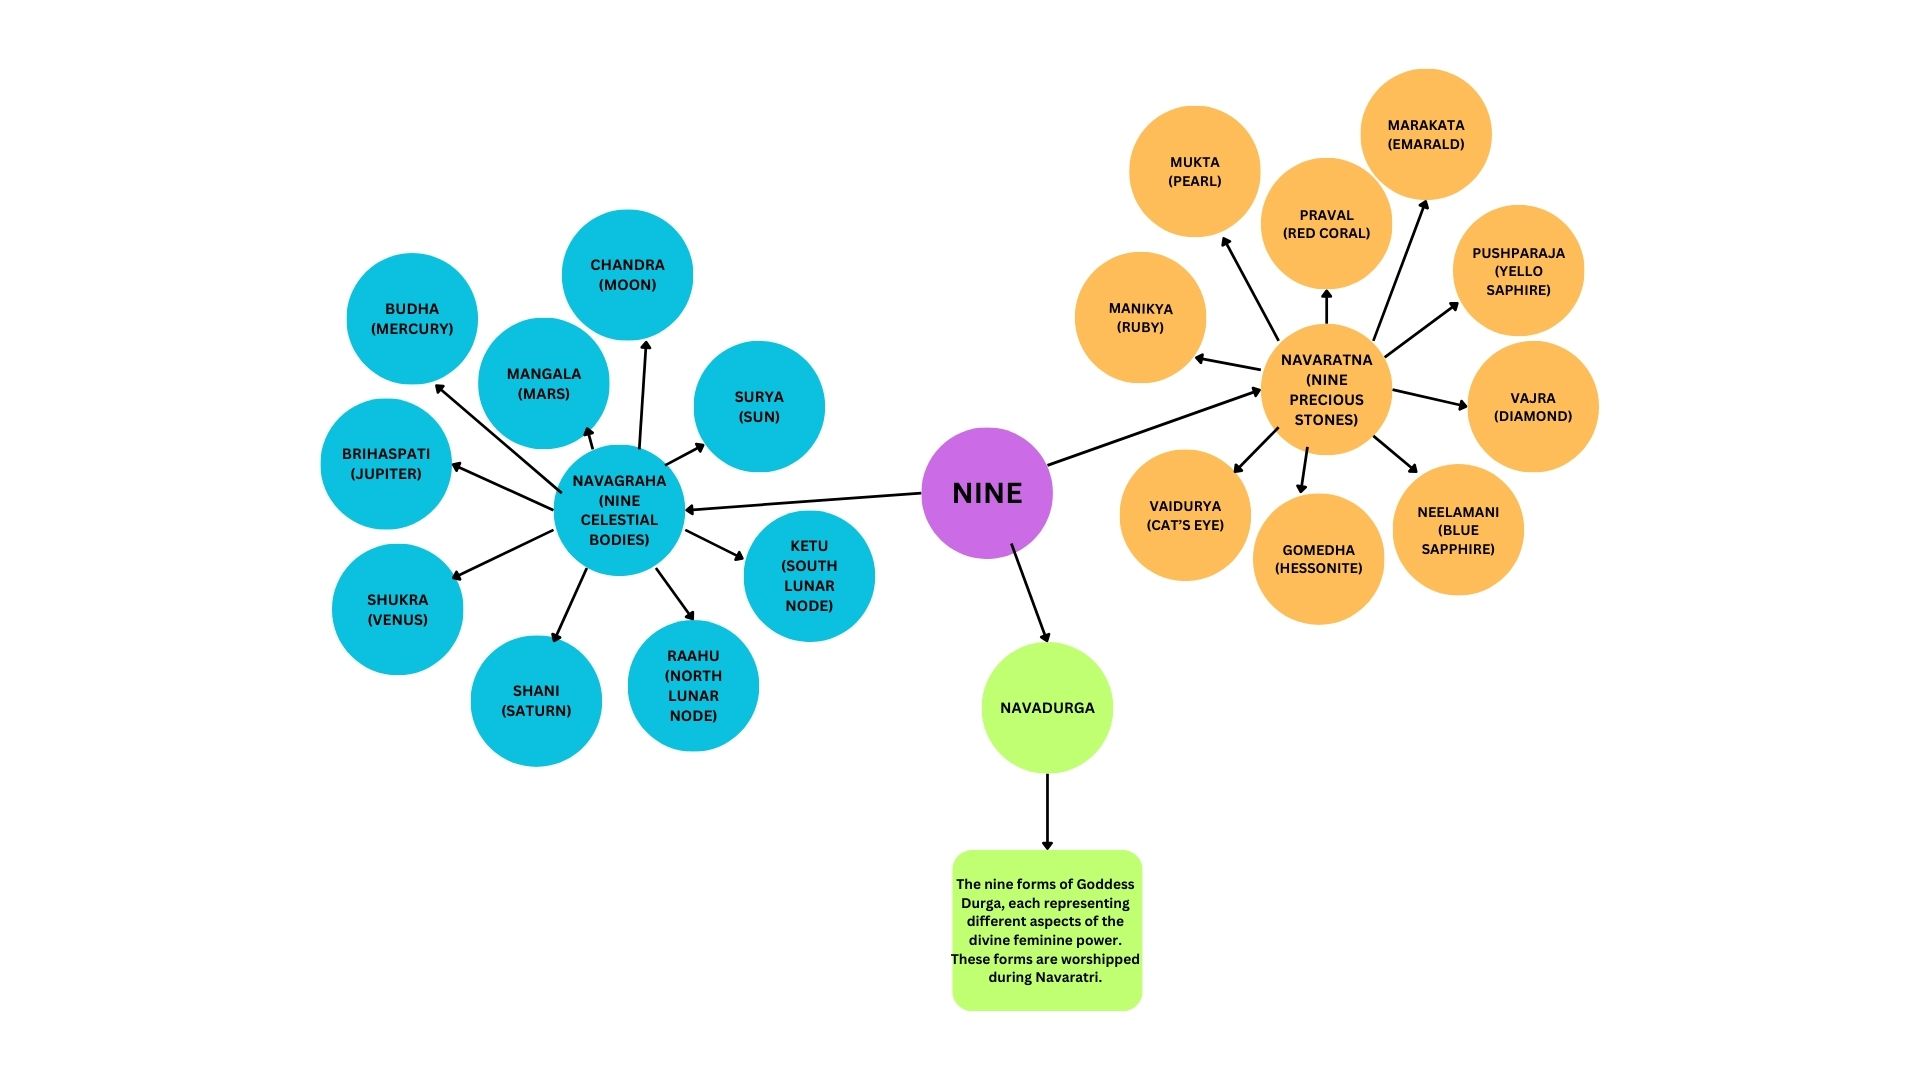 NINE
NAVAGRAHA
(NINE
CELESTIAL
BODIES)
SURYA
(SUN)
CHANDRA
(MOON)
MANGALA
(MARS)
BUDHA
(MERCURY)
BRIHASPATI
(JUPITER)
SHUKRA
(VENUS)
SHANI
(SATURN)
RAAHU
(NORTH
LUNAR
NODE)
KETU
(SOUTH
LUNAR
NODE)
NAVARATNA
(NINE
PRECIOUS
STONES)
MANIKYA
(RUBY)
MUKTA
(PEARL)
PRAVAL
(RED CORAL)
MARAKATA
(EMARALD)
PUSHPARAJA
(YELLO
SAPHIRE)
VAJRA
(DIAMOND)
NEELAMANI
(BLUE
SAPPHIRE)
GOMEDHA
(HESSONITE)
VAIDURYA
(CAT’S EYE)
NAVADURGA
The nine forms of Goddess
Durga, each representing
different aspects of the
divine feminine power.
These forms are worshipped
during Navaratri.